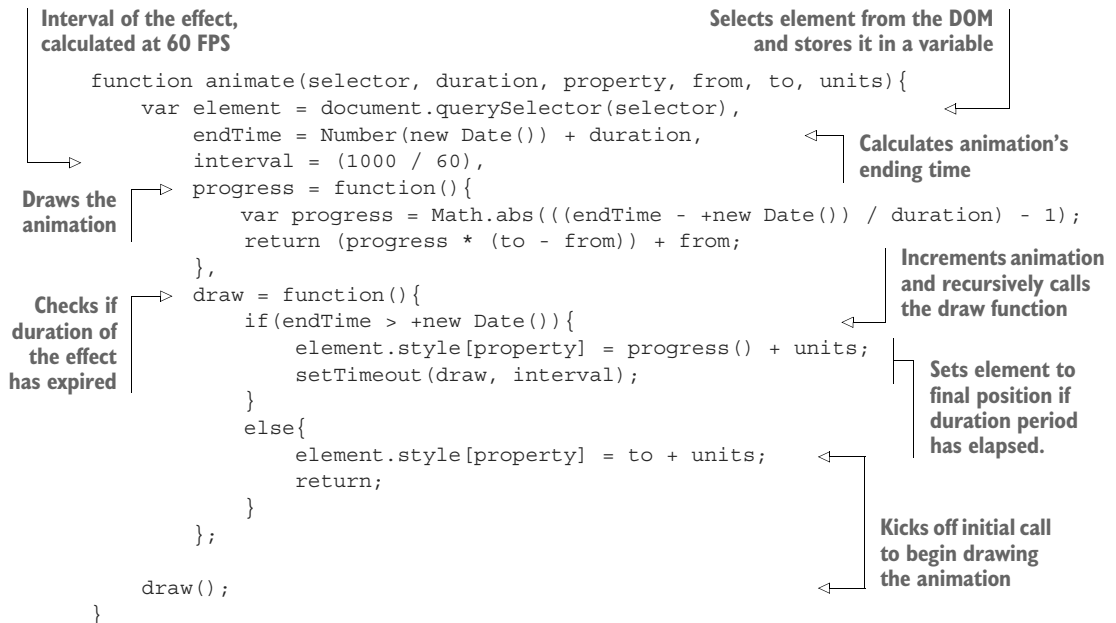 Interval of the effect,
calculated at 60 FPS
Selects element from the DOM
and stores it in a variable
function animate(selector, duration, property, from, to, units){
var element = document.querySelector(selector),
endTime = Number(new Date()) + duration,
Calculates animation's
ending time
interval = (1000 / 60),
Draws the
animation
progress = function(){
var progress = Math.abs(((endTime - +new Date()) / duration) - 1);
return (progress * (to - from)) + from;
},
Increments animation
and recursively calls
the draw function
Checks if
duration of
the effect
has expired
draw = function(){
if(endTime > +new Date()){
element.style[property] = progress() + units;
setTimeout(draw, interval);
}
Sets element to
final position if
duration period
has elapsed.
else{
element.style[property] = to + units;
return;
}
};
Kicks off initial call
to begin drawing
the animation
draw();
}